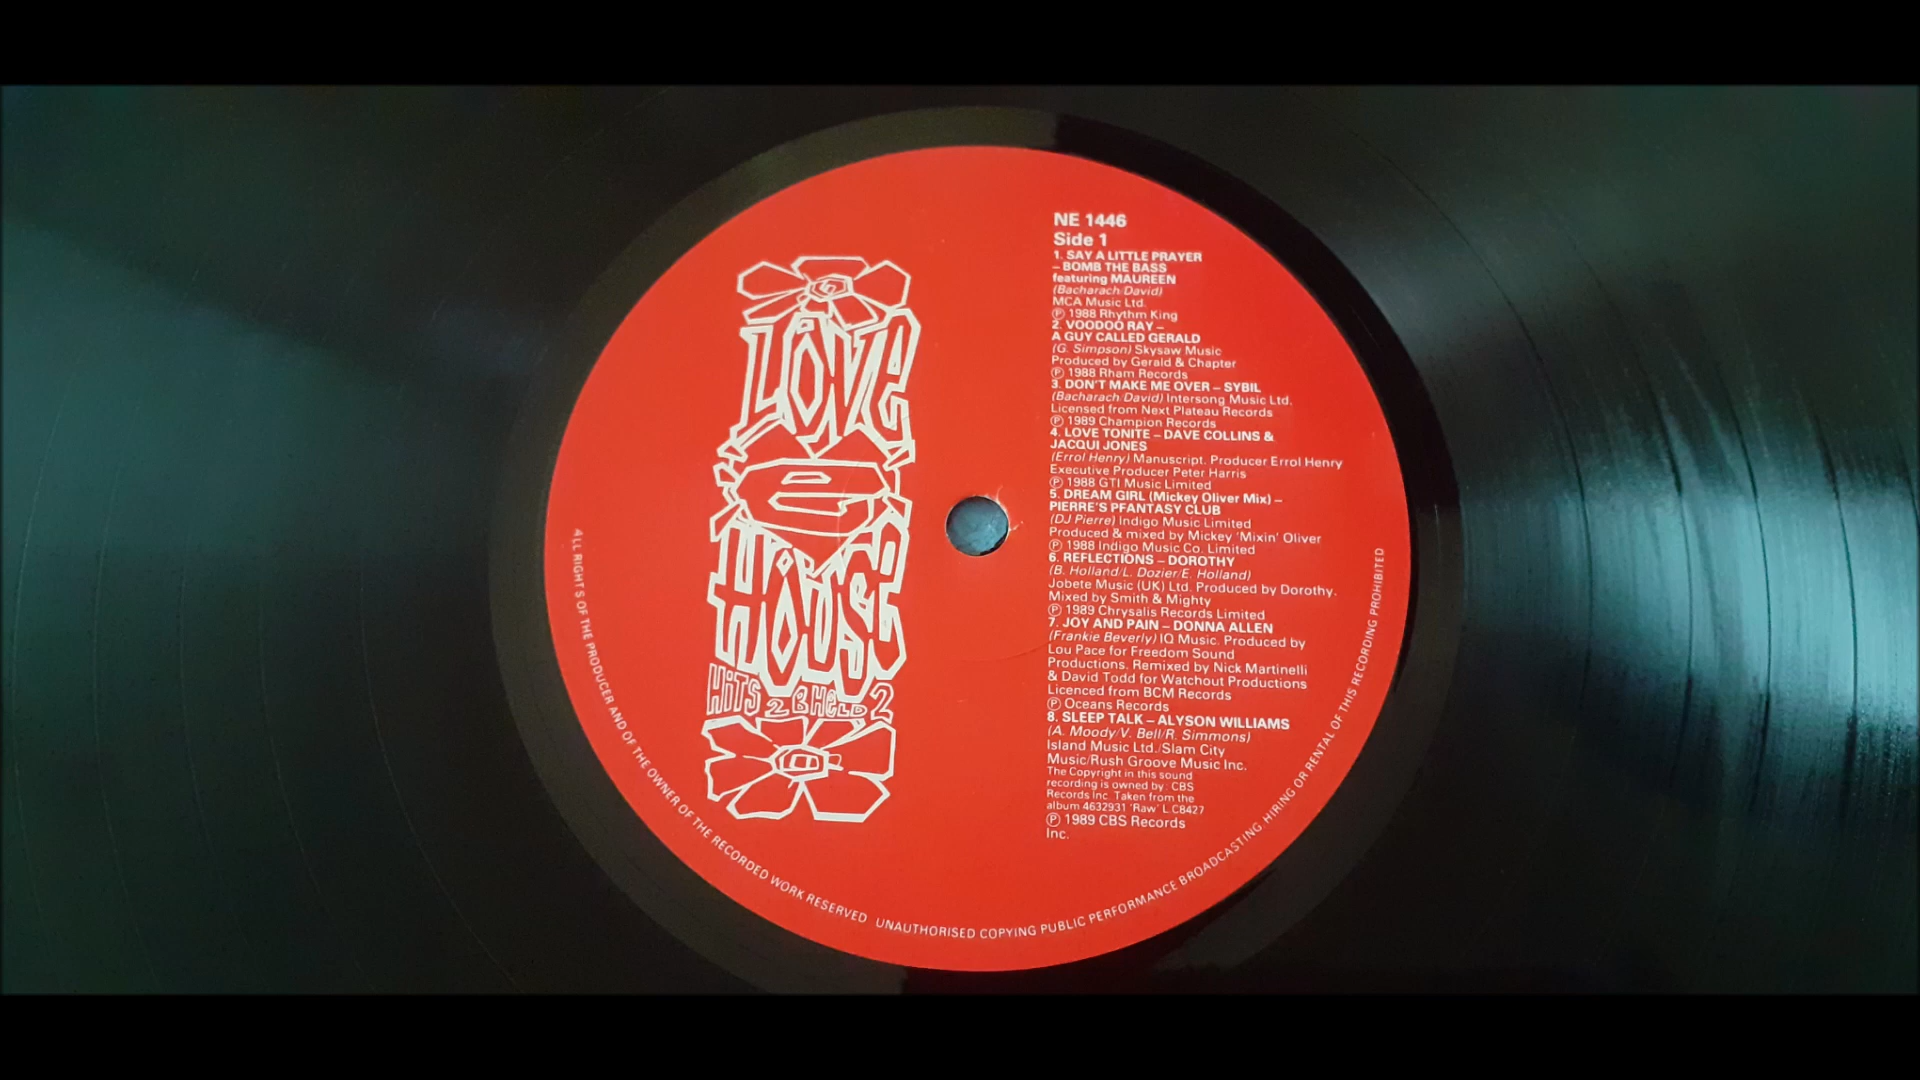 LOVE
HOUSE
HiTS 2 B HELD 2
NE 1446
Side 1
1. SAY A LITTLE PRAYER
– BOMB THE BASS
featuring MAUREEN
(Bacharach/David)
MCA Music Ltd.
Ⓟ 1988 Rhythm King
2. VOODOO RAY –
A GUY CALLED GERALD
(G. Simpson) Skysaw Music
Produced by Gerald & Chapter
Ⓟ 1988 Rham Records
3. DON'T MAKE ME OVER – SYBIL
(Bacharach/David) Intersong Music Ltd.
Licensed from Next Plateau Records
Ⓟ 1989 Champion Records
4. LOVE TONITE – DAVE COLLINS &
JACQUI JONES
(Errol Henry) Manuscript. Producer Errol Henry
Executive Producer Peter Harris
Ⓟ 1988 GTI Music Limited
5. DREAM GIRL (Mickey Oliver Mix) –
PIERRE'S PFANTASY CLUB
(DJ Pierre) Indigo Music Limited
Produced & mixed by Mickey 'Mixin' Oliver
Ⓟ 1988 Indigo Music Co. Limited
6. REFLECTIONS – DOROTHY
(B. Holland/L. Dozier/E. Holland)
Jobete Music (UK) Ltd. Produced by Dorothy.
Mixed by Smith & Mighty
Ⓟ 1989 Chrysalis Records Limited
7. JOY AND PAIN – DONNA ALLEN
(Frankie Beverly) IQ Music. Produced by
Lou Pace for Freedom Sound
Productions. Remixed by Nick Martinelli
& David Todd for Watchout Productions
Licenced from BCM Records
Ⓟ Oceans Records
8. SLEEP TALK – ALYSON WILLIAMS
(A. Moody/V. Bell/R. Simmons)
Island Music Ltd./Slam City
Music/Rush Groove Music Inc.
The Copyright in this sound
recording is owned by: CBS
Records Inc. Taken from the
album 4632931 'Raw' L.C8427
Ⓟ 1989 CBS Records
Inc.
ALL RIGHTS OF THE PRODUCER AND OF THE OWNER OF THE RECORDED WORK RESERVED UNAUTHORISED COPYING PUBLIC PERFORMANCE BROADCASTING, HIRING OR RENTAL OF THIS RECORDING PROHIBITED